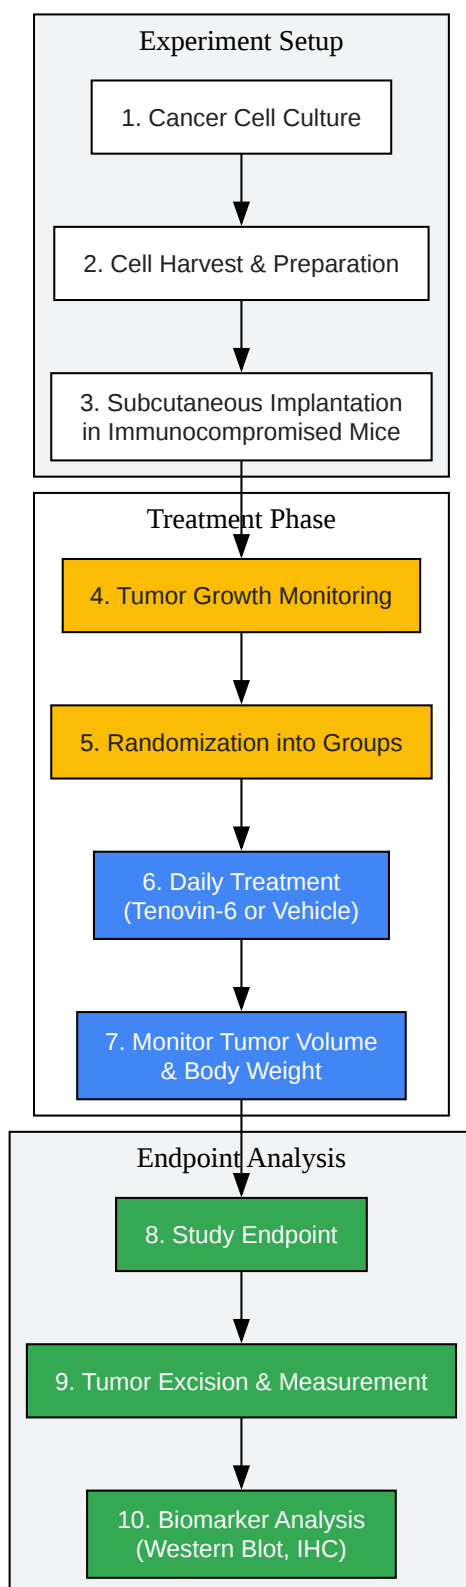 Experiment Setup
1. Cancer Cell Culture
2. Cell Harvest & Preparation
3. Subcutaneous Implantation
in Immunocompromised Mice
Treatment Phase
4. Tumor Growth Monitoring
5. Randomization into Groups
6. Daily Treatment
(Tenovin-6 or Vehicle)
7. Monitor Tumor Volume
& Body Weight
Endpoint Analysis
8. Study Endpoint
9. Tumor Excision & Measurement
10. Biomarker Analysis
(Western Blot, IHC)